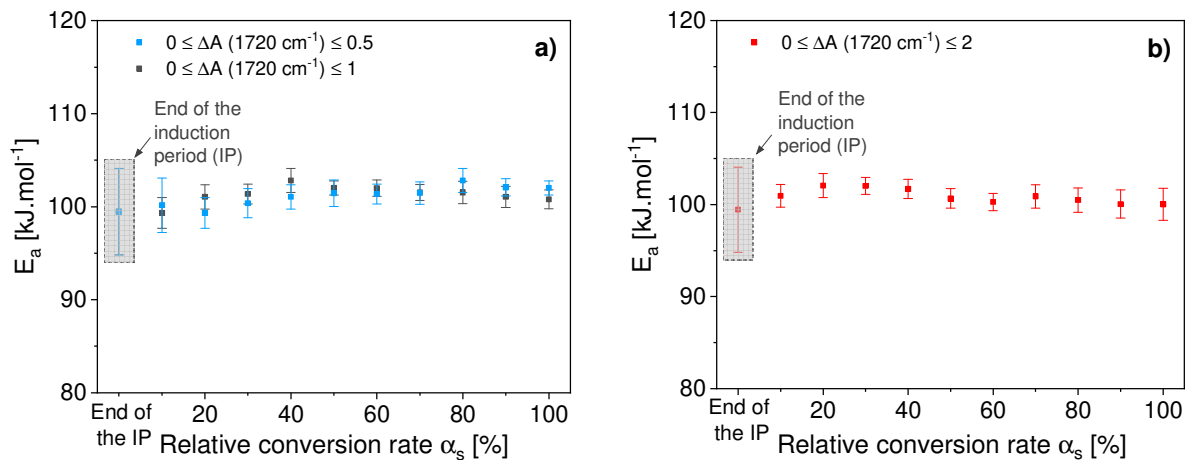 120
110
100
90
80
E_a [kJ.mol⁻¹]
0 ≤ ΔA (1720 cm⁻¹) ≤ 0.5
0 ≤ ΔA (1720 cm⁻¹) ≤ 1
a)
End of the
induction
period (IP)
End of
the IP
20
40
60
80
100
Relative conversion rate α_s [%]
120
110
100
90
80
E_a [kJ.mol⁻¹]
0 ≤ ΔA (1720 cm⁻¹) ≤ 2
b)
End of the
induction
period (IP)
End of
the IP
20
40
60
80
100
Relative conversion rate α_s [%]